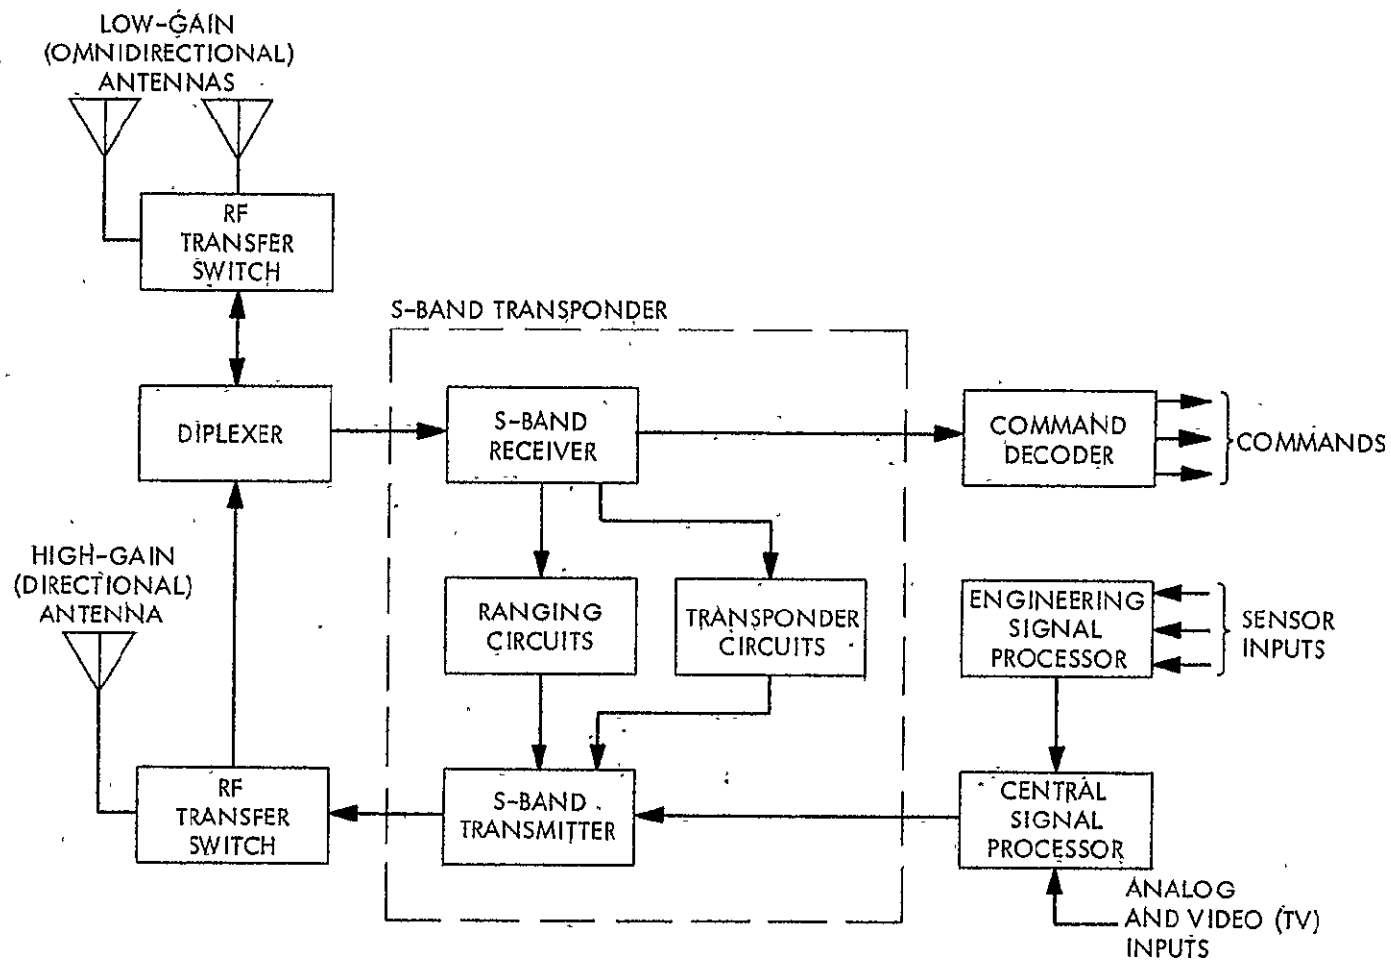 LOW-GAIN
(OMNIDIRECTIONAL)
ANTENNAS
RF
TRANSFER
SWITCH
S-BAND TRANSPONDER
DIPLEXER
S-BAND
RECEIVER
COMMAND
DECODER
COMMANDS
HIGH-GAIN
(DIRECTIONAL)
ANTENNA
RANGING
CIRCUITS
TRANSPONDER
CIRCUITS
ENGINEERING
SIGNAL
PROCESSOR
SENSOR
INPUTS
RF
TRANSFER
SWITCH
S-BAND
TRANSMITTER
CENTRAL
SIGNAL
PROCESSOR
ANALOG
AND VIDEO (TV)
INPUTS